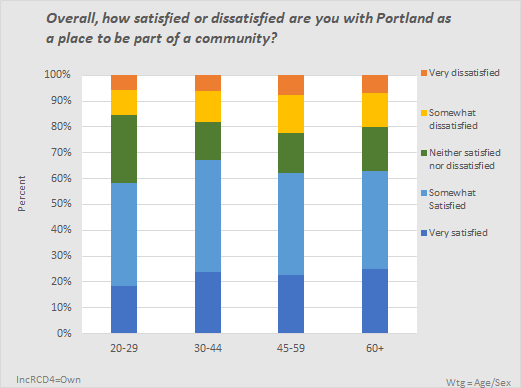 Overall, how satisfied or dissatisfied are you with Portland as
a place to be part of a community?
100%
90%
80%
70%
60%
50%
40%
30%
20%
10%
0%
Percent
20-29
30-44
45-59
60+
Very dissatisfied
Somewhat
dissatisfied
Neither satisfied
nor dissatisfied
Somewhat
Satisfied
Very satisfied
IncRCD4=Own
Wtg = Age/Sex